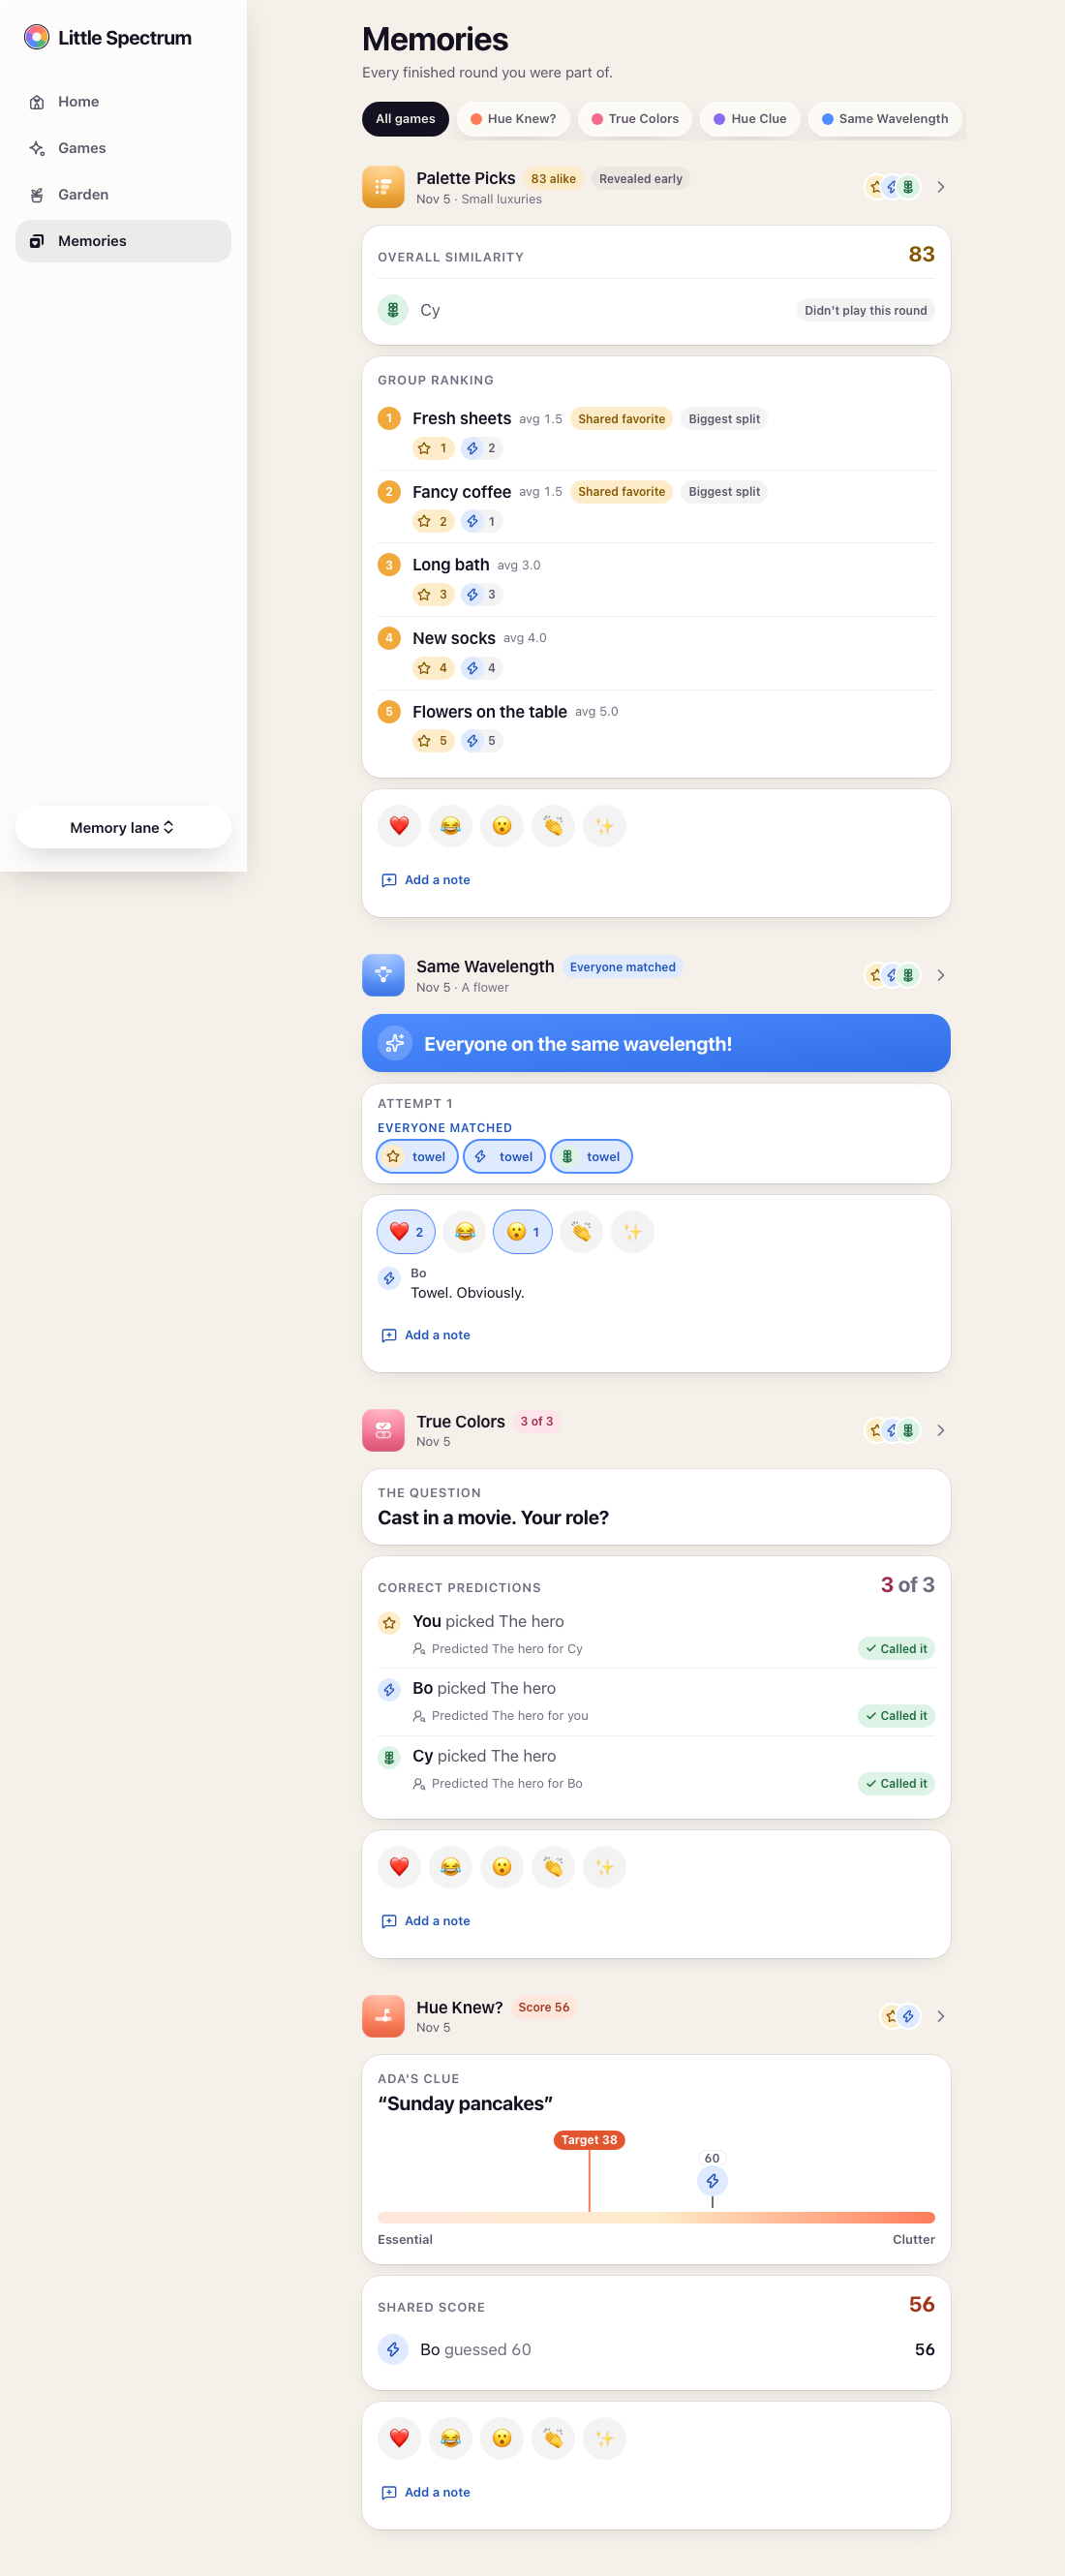 Little Spectrum
Home
Games
Garden
Memories
Memory lane
Memories
Every finished round you were part of.
All games
Hue Knew?
True Colors
Hue Clue
Same Wavelength
Palette Picks 83 alike Revealed early
Nov 5 · Small luxuries
OVERALL SIMILARITY 83
Cy Didn't play this round
GROUP RANKING
1 Fresh sheets avg 1.5 Shared favorite Biggest split
1 2
2 Fancy coffee avg 1.5 Shared favorite Biggest split
2 1
3 Long bath avg 3.0
3 3
4 New socks avg 4.0
4 4
5 Flowers on the table avg 5.0
5 5
Add a note
Same Wavelength Everyone matched
Nov 5 · A flower
Everyone on the same wavelength!
ATTEMPT 1
EVERYONE MATCHED
towel towel towel
2 1
Bo
Towel. Obviously.
Add a note
True Colors 3 of 3
Nov 5
THE QUESTION
Cast in a movie. Your role?
CORRECT PREDICTIONS 3 of 3
You picked The hero
Predicted The hero for Cy Called it
Bo picked The hero
Predicted The hero for you Called it
Cy picked The hero
Predicted The hero for Bo Called it
Add a note
Hue Knew? Score 56
Nov 5
ADA'S CLUE
“Sunday pancakes”
Target 38
60
Essential Clutter
SHARED SCORE 56
Bo guessed 60 56
Add a note